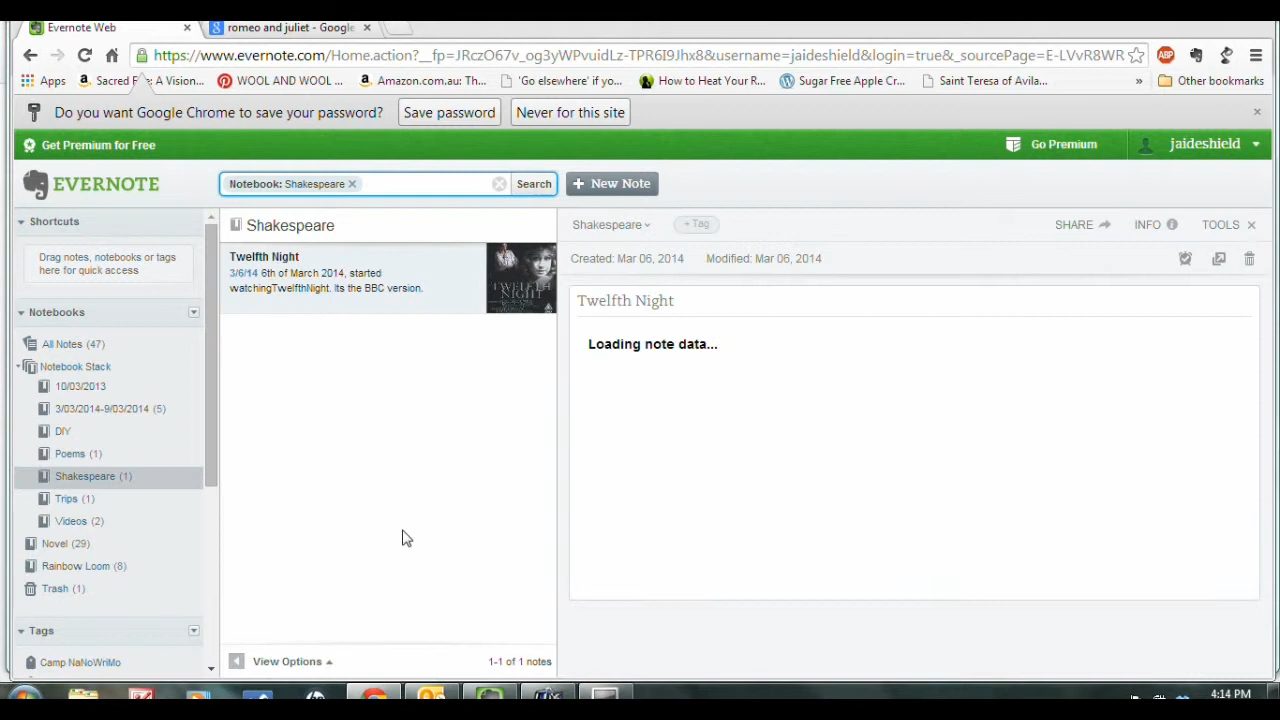 Evernote Web
romeo and juliet - Google
https://www.evernote.com/Home.action?__fp=JRczO67v_og3yWPvuidLz-TPR6I9Jhx8&username=jaideshield&login=true&_sourcePage=E-LVvR8WR
ABP
Apps
Sacred
A Vision...
WOOL AND WOOL ...
Amazon.com.au: The...
'Go elsewhere' if yo...
How to Heat Your R...
Sugar Free Apple Cr...
Saint Teresa of Avila...
»
Other bookmarks
Do you want Google Chrome to save your password?
Save password
Never for this site
Get Premium for Free
Go Premium
jaideshield
EVERNOTE
Notebook: Shakespeare
Search
+ New Note
Shortcuts
Drag notes, notebooks or tags
here for quick access
Notebooks
All Notes (47)
Notebook Stack
10/03/2013
3/03/2014-9/03/2014 (5)
DIY
Poems (1)
Shakespeare (1)
Trips (1)
Videos (2)
Novel (29)
Rainbow Loom (8)
Trash (1)
Tags
Camp NaNoWriMo
Shakespeare
Twelfth Night
3/6/14 6th of March 2014, started
watchingTwelfthNight. Its the BBC version.
TWELFTH
NIGHT
View Options
1-1 of 1 notes
Shakespeare
+ Tag
SHARE
INFO
TOOLS
Created: Mar 06, 2014
Modified: Mar 06, 2014
Twelfth Night
Loading note data...
4:14 PM